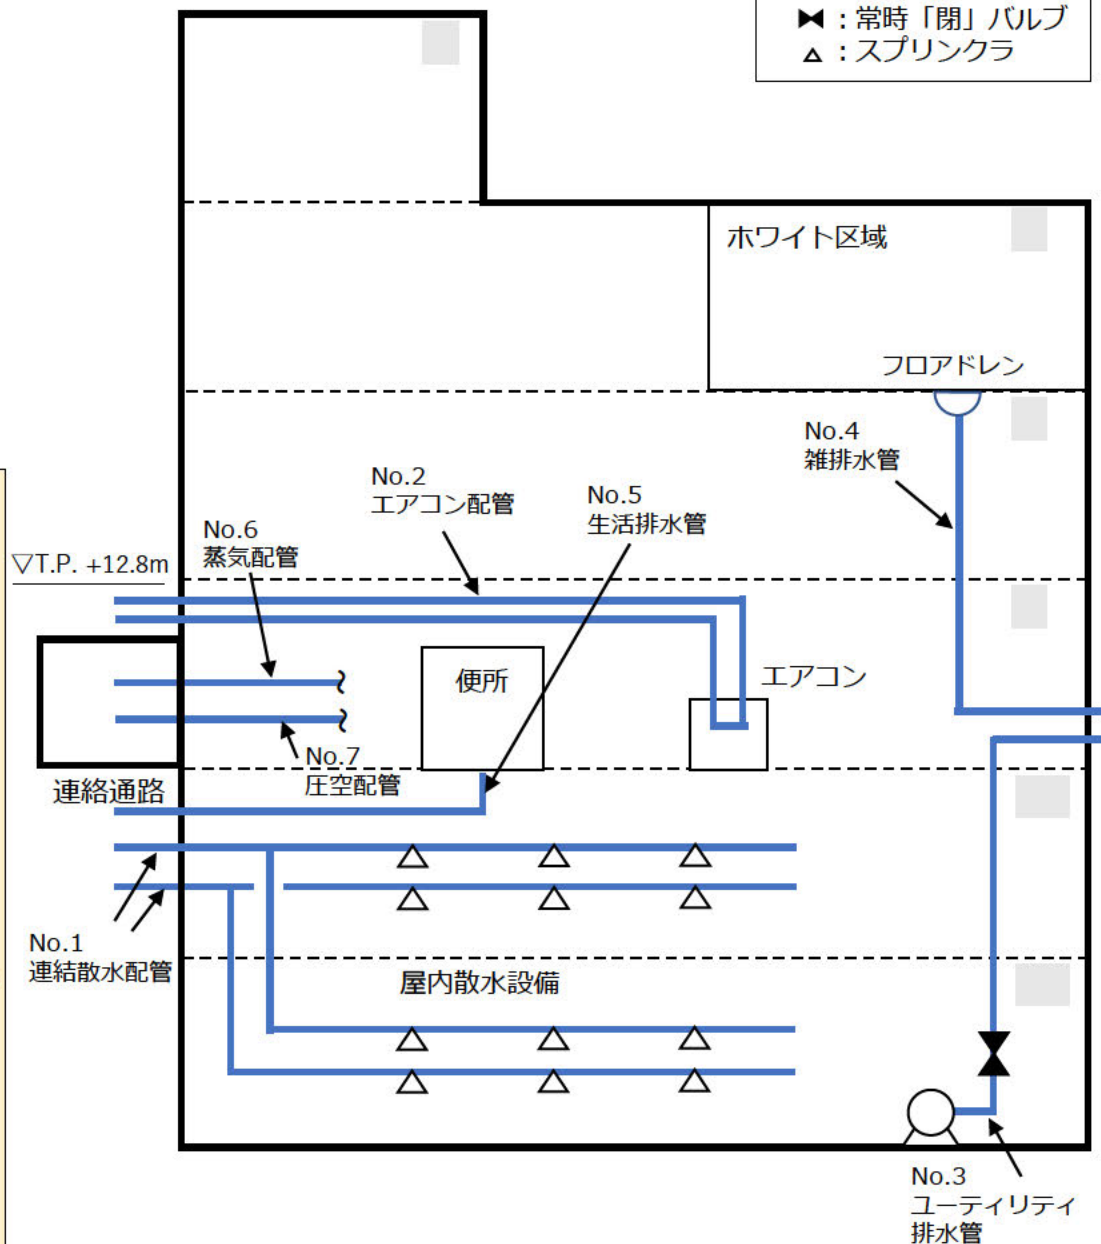 ：常時「閉」バルブ
：スプリンクラ
ホワイト区域
フロアドレン
No.4
雑排水管
No.2
エアコン配管
No.5
生活排水管
No.6
蒸気配管
▽T.P. +12.8m
便所
エアコン
No.7
圧空配管
連絡通路
No.1
連結散水配管
屋内散水設備
No.3
ユーティリティ
排水管